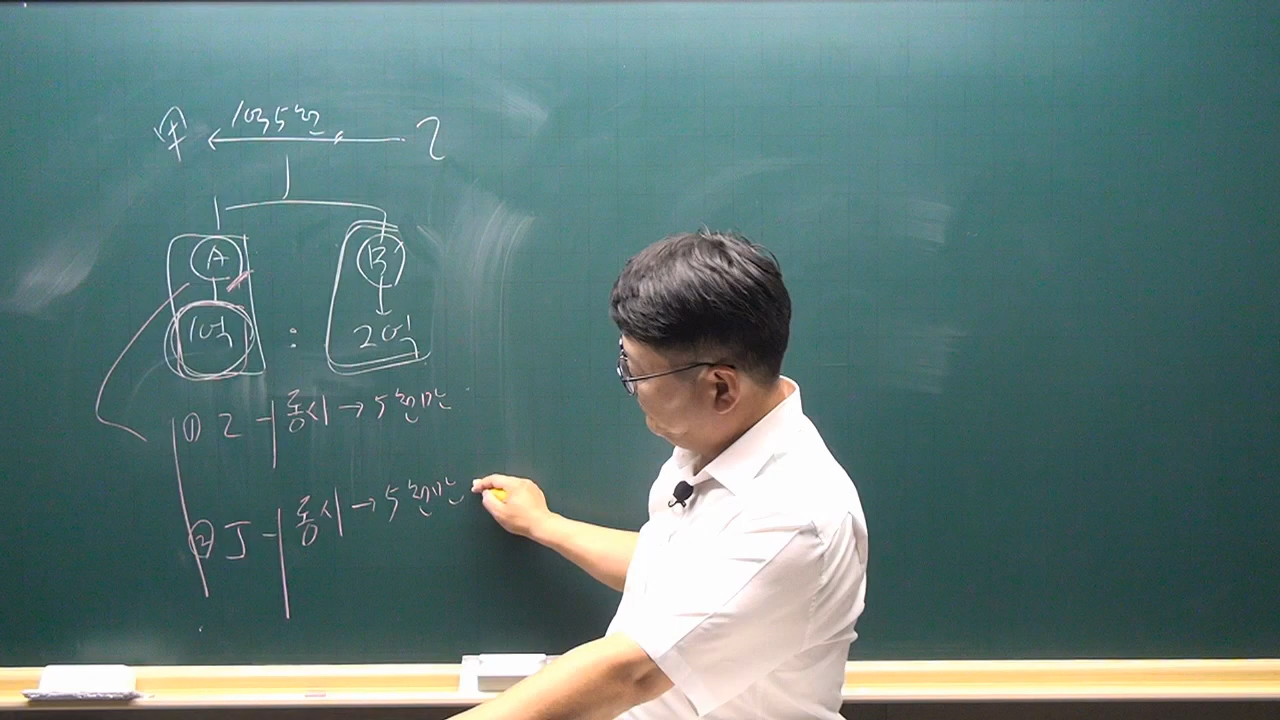 甲 1억5천 乙
A B
1억 : 2억
① 乙 동시 → 5천만
② 丁 동시 → 5천만